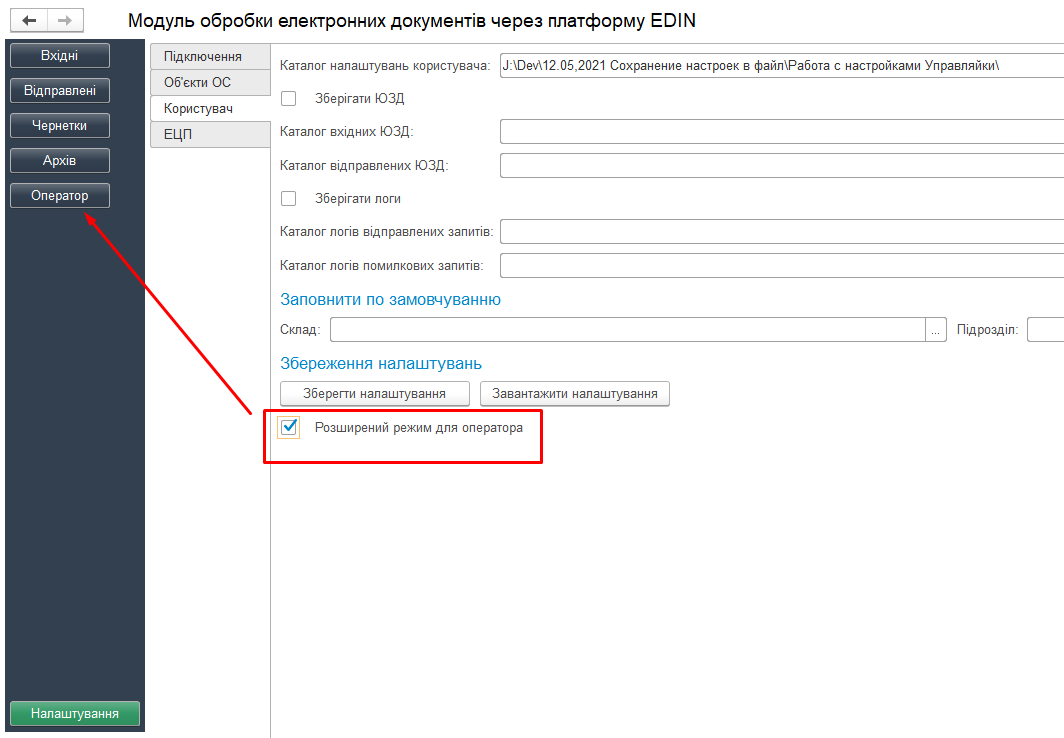 Модуль обробки електронних документів через платформу EDIN
Вхідні
Відправлені
Чернетки
Архів
Оператор
Налаштування
Підключення
Об'єкти ОС
Користувач
ЕЦП
Каталог налаштувань користувача: J:\Dev\12.05,2021 Сохранение настроек в файл\Работа с настройками Управляйки\
Зберігати ЮЗД
Каталог вхідних ЮЗД:
Каталог відправлених ЮЗД:
Зберігати логи
Каталог логів відправлених запитів:
Каталог логів помилкових запитів:
Заповнити по замовчуванню
Склад: ... Підрозділ:
Збереження налаштувань
Зберегти налаштування Завантажити налаштування
Розширений режим для оператора